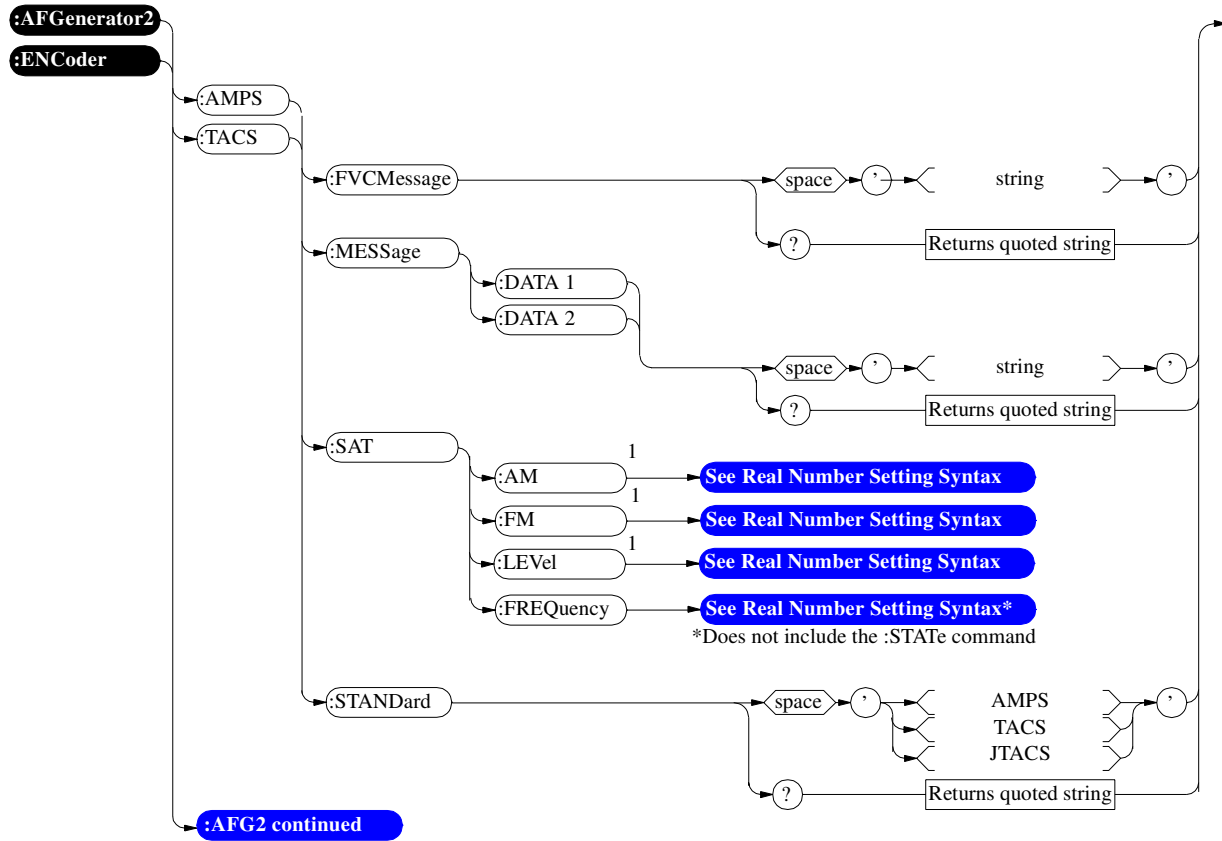 :AFGenerator2
:ENCoder
:AMPS
:TACS
:FVCMessage
space ’ string ’
? Returns quoted string
:MESSage
:DATA 1
:DATA 2
space ’ string ’
? Returns quoted string
:SAT
:AM 1 See Real Number Setting Syntax
:FM 1 See Real Number Setting Syntax
:LEVel 1 See Real Number Setting Syntax
:FREQuency See Real Number Setting Syntax*
*Does not include the :STATe command
:STANDard space ’ AMPS ’
TACS
JTACS
? Returns quoted string
:AFG2 continued